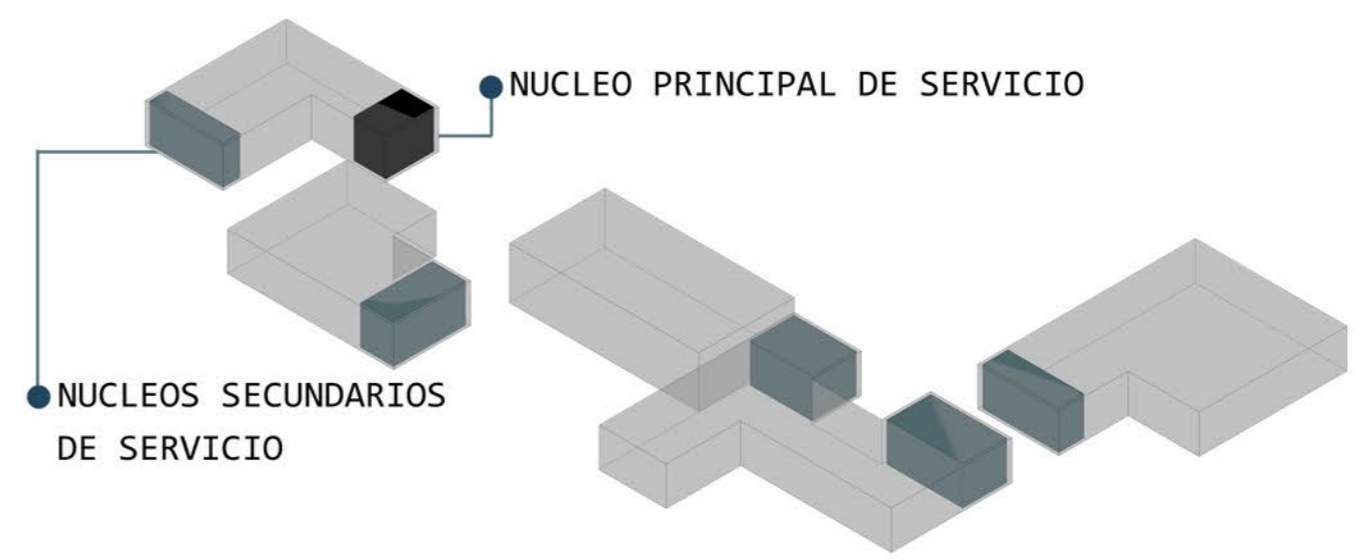 NUCLEO PRINCIPAL DE SERVICIO
NUCLEOS SECUNDARIOS
DE SERVICIO